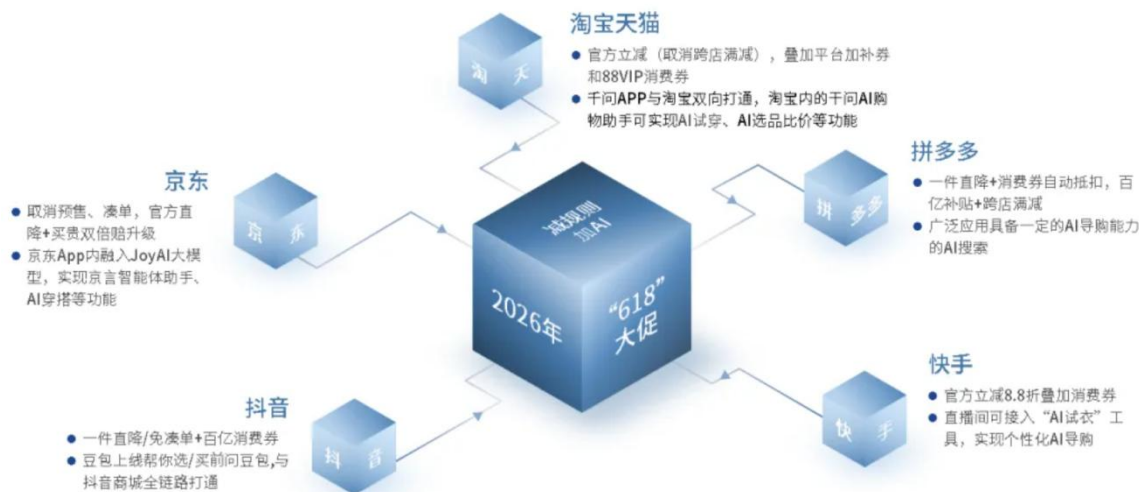 淘宝天猫
官方立减（取消跨店满减），叠加平台加补券
和88VIP消费券
千问APP与淘宝双向打通，淘宝内的千问AI购
物助手可实现AI试穿、AI选品比价等功能
淘 天
京东
取消预售、凑单，官方直
降+买贵双倍赔升级
京东App内融入JoyAI大模
型，实现京言智能体助手、
AI穿搭等功能
京 东
拼多多
一件直降+消费券自动抵扣，百
亿补贴+跨店满减
广泛应用具备一定的AI导购能力
的AI搜索
拼 多多
减规则
加AI
2026年
“618”
大促
抖音
一件直降/免凑单+百亿消费券
豆包上线帮你选/买前问豆包,与
抖音商城全链路打通
抖 音
快手
官方立减8.8折叠加消费券
直播间可接入“AI试衣”工
具，实现个性化AI导购
快 手